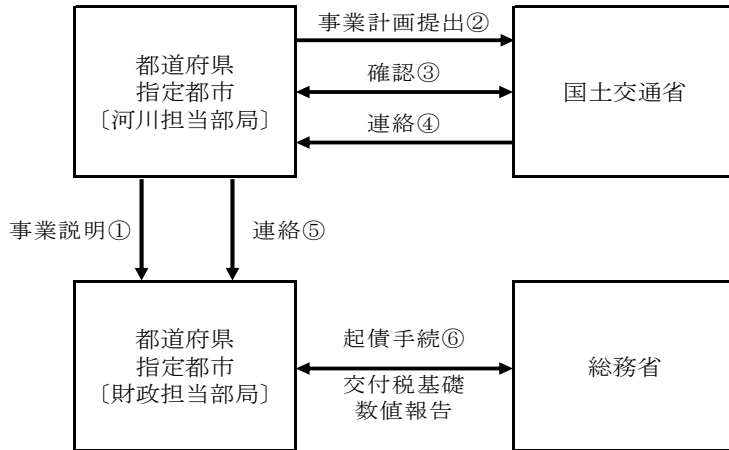 事業計画提出②
都道府県
指定都市
〔河川担当部局〕
確認③
国土交通省
連絡④
事業説明①
連絡⑤
都道府県
指定都市
〔財政担当部局〕
起債手続⑥
総務省
交付税基礎
数値報告